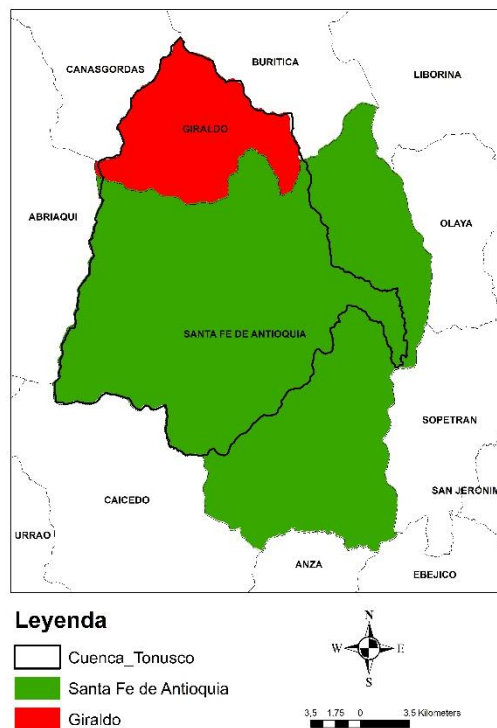 CANASGORDAS
BURITICA
LIBORINA
GIRALDO
ABRIAQUI
OLAYA
SANTA FE DE ANTIOQUIA
SOPETRAN
CAICEDO
SAN JERÓNIM
URRAO
ANZA
EBEJICO
Leyenda
Cuenca_Tonusco
Santa Fe de Antioquia
Giraldo
N
W E
S
3,5 1,75 0 3,5 Kilometers